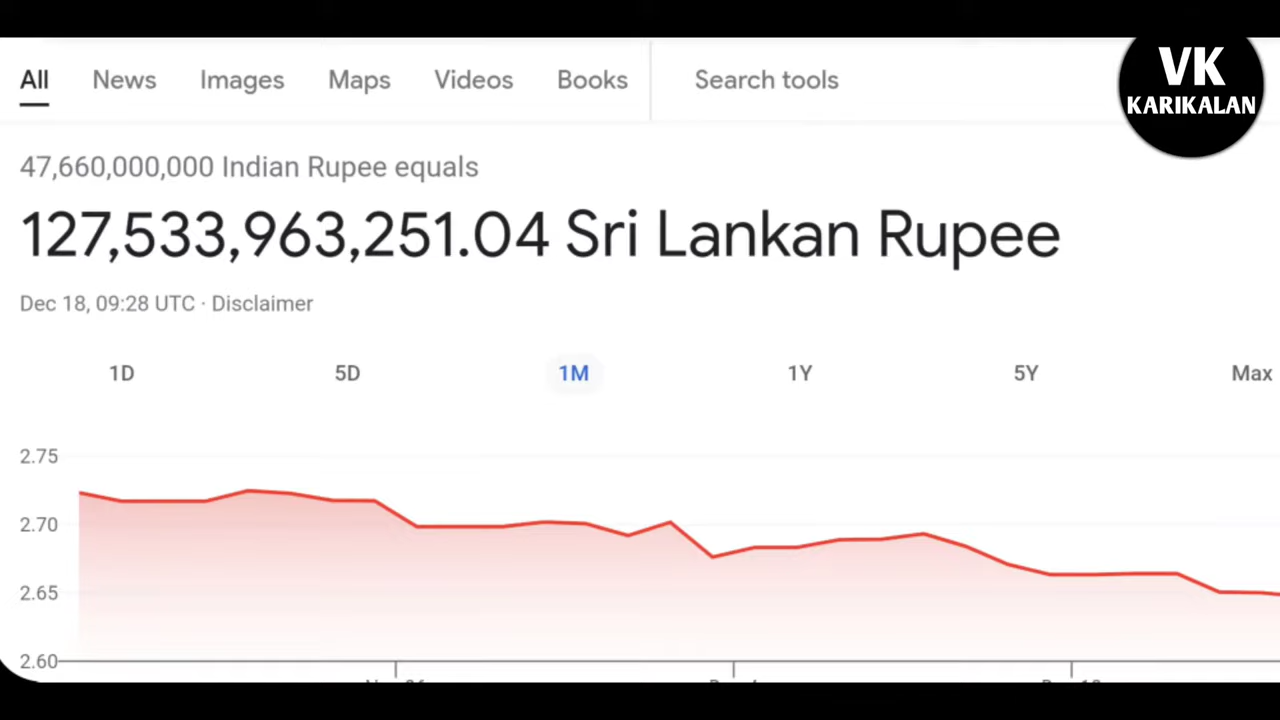 All News Images Maps Videos Books Search tools
VK
KARIKALAN
47,660,000,000 Indian Rupee equals
127,533,963,251.04 Sri Lankan Rupee
Dec 18, 09:28 UTC · Disclaimer
1D 5D 1M 1Y 5Y Max
2.75
2.70
2.65
2.60